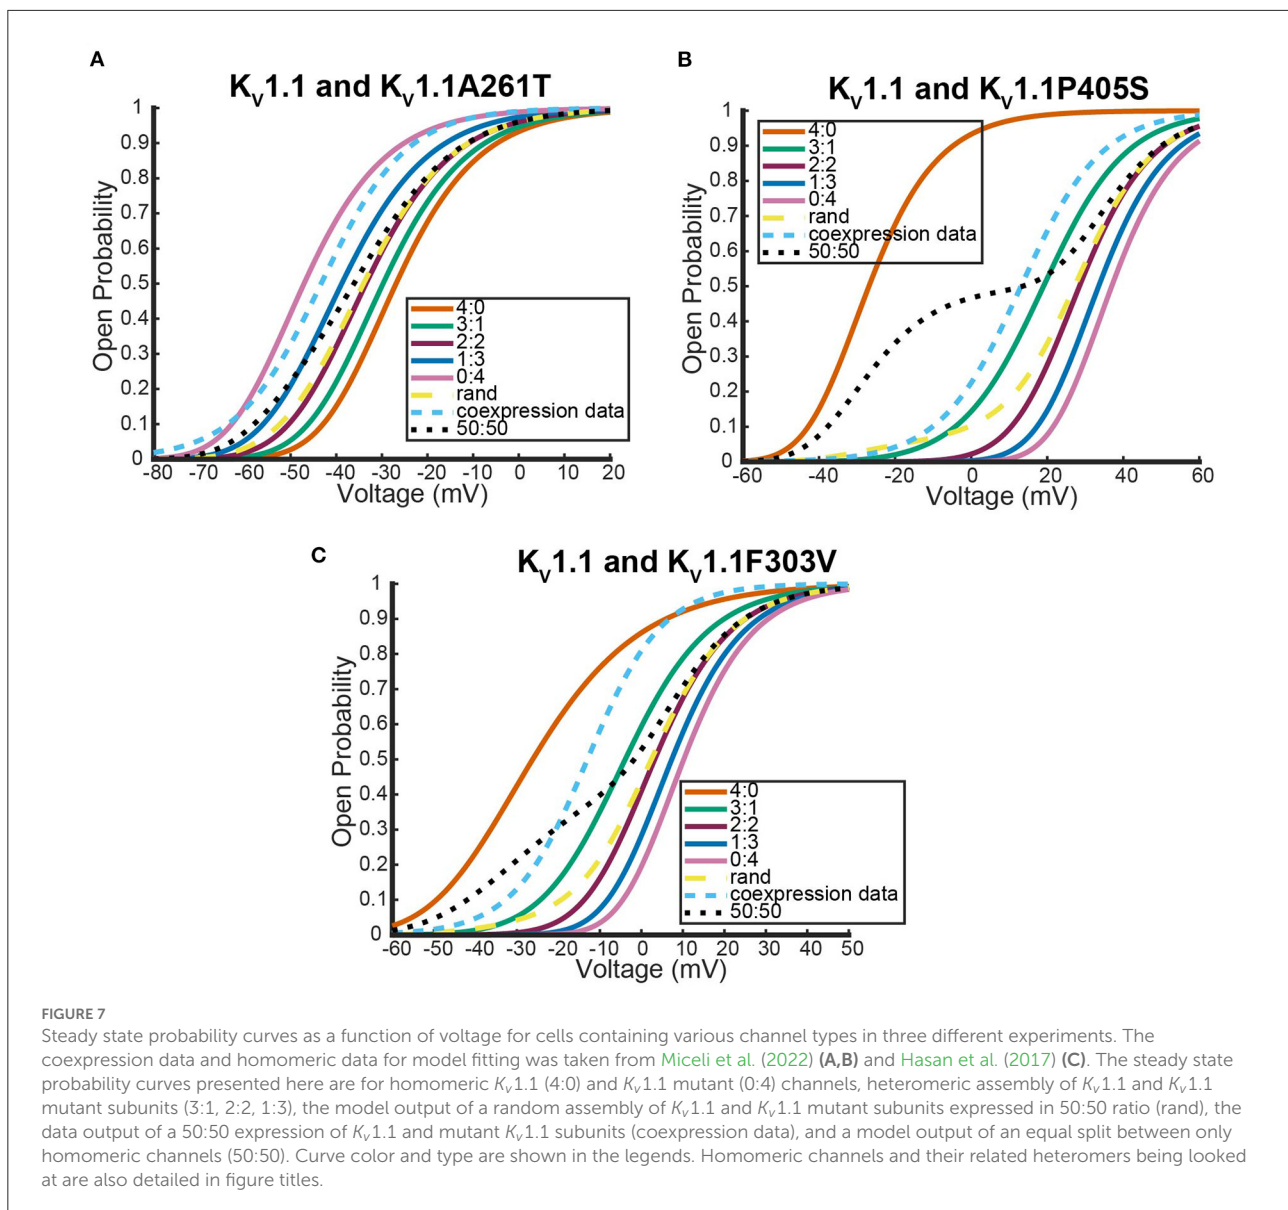 A
Kv1.1 and Kv1.1A261T
Open Probability
1
0.9
0.8
0.7
0.6
0.5
0.4
0.3
0.2
0.1
0
-80 -70 -60 -50 -40 -30 -20 -10 0 10 20
Voltage (mV)
4:0
3:1
2:2
1:3
0:4
rand
coexpression data
50:50
B
Kv1.1 and Kv1.1P405S
Open Probability
1
0.9
0.8
0.7
0.6
0.5
0.4
0.3
0.2
0.1
0
-60 -40 -20 0 20 40 60
Voltage (mV)
4:0
3:1
2:2
1:3
0:4
rand
coexpression data
50:50
C
Kv1.1 and Kv1.1F303V
Open Probability
1
0.9
0.8
0.7
0.6
0.5
0.4
0.3
0.2
0.1
0
-60 -50 -40 -30 -20 -10 0 10 20 30 40 50
Voltage (mV)
4:0
3:1
2:2
1:3
0:4
rand
coexpression data
50:50
FIGURE 7
Steady state probability curves as a function of voltage for cells containing various channel types in three different experiments. The
coexpression data and homomeric data for model fitting was taken from Miceli et al. (2022) (A,B) and Hasan et al. (2017) (C). The steady state
probability curves presented here are for homomeric Kv1.1 (4:0) and Kv1.1 mutant (0:4) channels, heteromeric assembly of Kv1.1 and Kv1.1
mutant subunits (3:1, 2:2, 1:3), the model output of a random assembly of Kv1.1 and Kv1.1 mutant subunits expressed in 50:50 ratio (rand), the
data output of a 50:50 expression of Kv1.1 and mutant Kv1.1 subunits (coexpression data), and a model output of an equal split between only
homomeric channels (50:50). Curve color and type are shown in the legends. Homomeric channels and their related heteromers being looked
at are also detailed in figure titles.